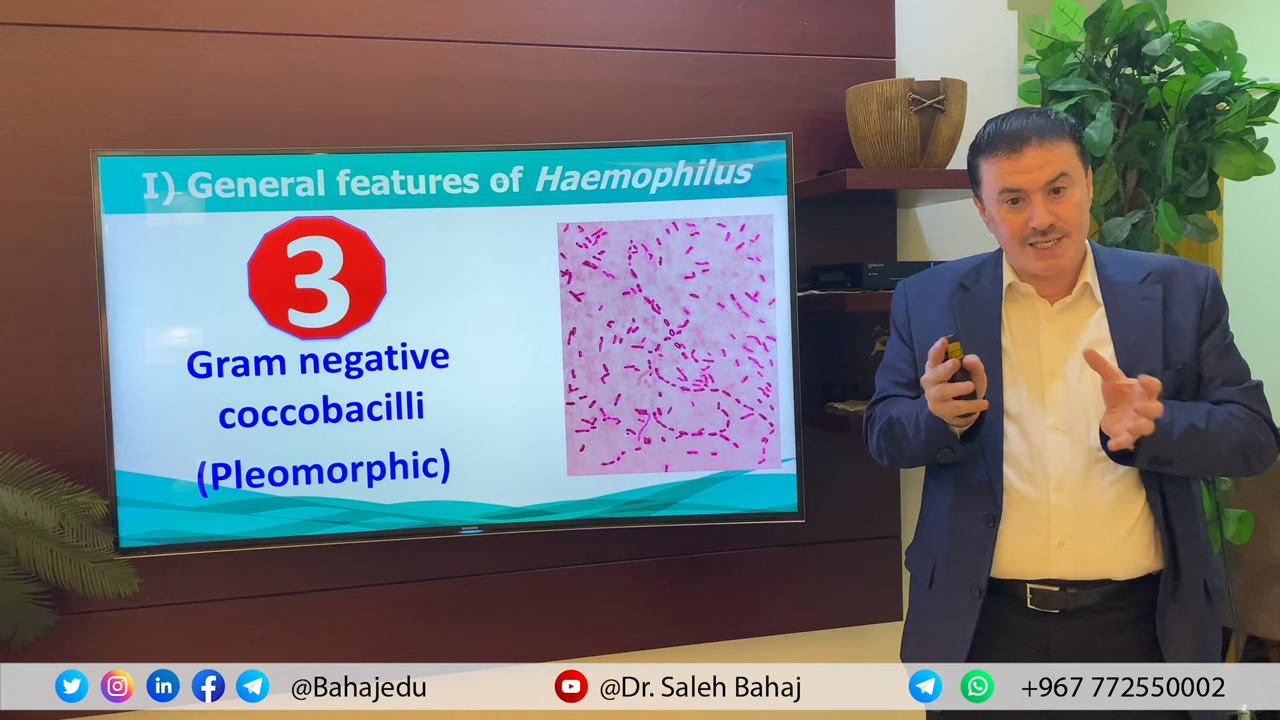 I) General features of Haemophilus
3
Gram negative
coccobacilli
(Pleomorphic)
@Bahajedu
@Dr. Saleh Bahaj
+967 772550002